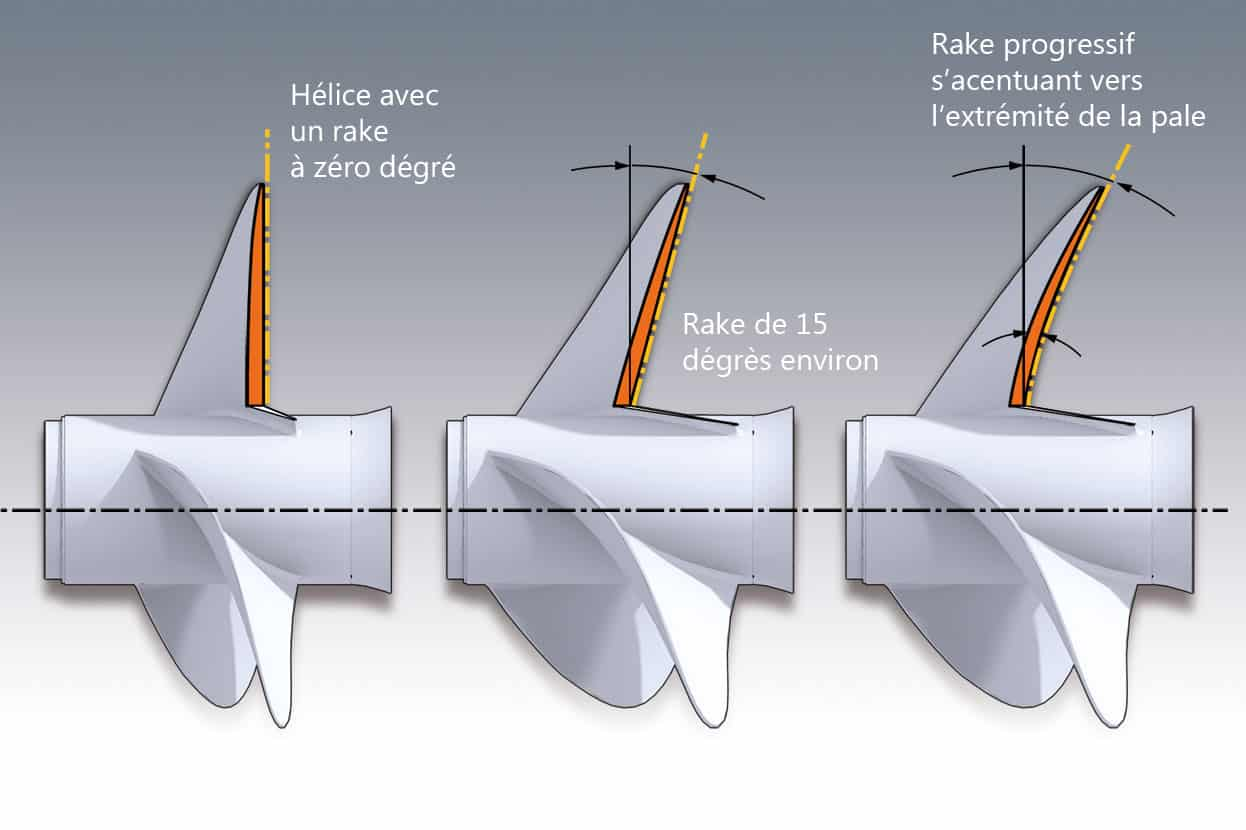 Hélice avec
un rake
à zéro dégré
Rake de 15
dégrès environ
Rake progressif
s'acentuant vers
l'extrémité de la pale